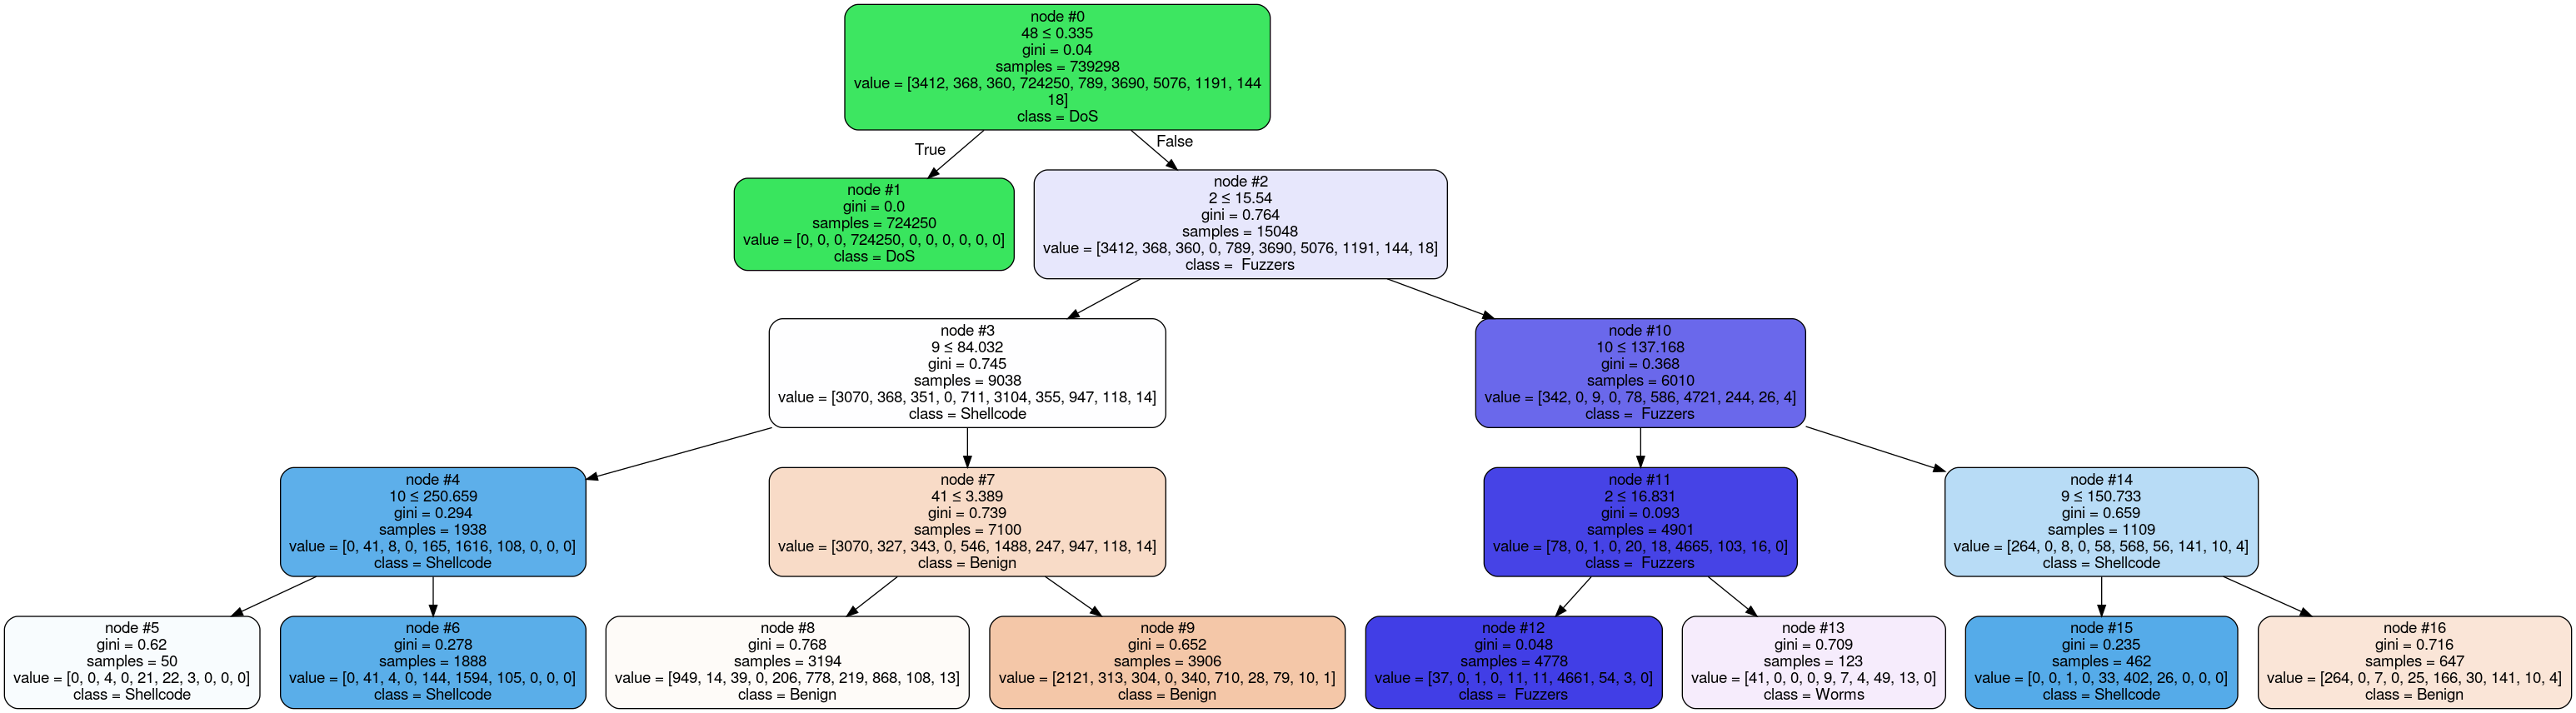 node #0
48 ≤ 0.335
gini = 0.04
samples = 739298
value = [3412, 368, 360, 724250, 789, 3690, 5076, 1191, 144
18]
class = DoS
True
False
node #1
gini = 0.0
samples = 724250
value = [0, 0, 0, 724250, 0, 0, 0, 0, 0, 0]
class = DoS
node #2
2 ≤ 15.54
gini = 0.764
samples = 15048
value = [3412, 368, 360, 0, 789, 3690, 5076, 1191, 144, 18]
class =  Fuzzers
node #3
9 ≤ 84.032
gini = 0.745
samples = 9038
value = [3070, 368, 351, 0, 711, 3104, 355, 947, 118, 14]
class = Shellcode
node #10
10 ≤ 137.168
gini = 0.368
samples = 6010
value = [342, 0, 9, 0, 78, 586, 4721, 244, 26, 4]
class =  Fuzzers
node #4
10 ≤ 250.659
gini = 0.294
samples = 1938
value = [0, 41, 8, 0, 165, 1616, 108, 0, 0, 0]
class = Shellcode
node #7
41 ≤ 3.389
gini = 0.739
samples = 7100
value = [3070, 327, 343, 0, 546, 1488, 247, 947, 118, 14]
class = Benign
node #11
2 ≤ 16.831
gini = 0.093
samples = 4901
value = [78, 0, 1, 0, 20, 18, 4665, 103, 16, 0]
class =  Fuzzers
node #14
9 ≤ 150.733
gini = 0.659
samples = 1109
value = [264, 0, 8, 0, 58, 568, 56, 141, 10, 4]
class = Shellcode
node #5
gini = 0.62
samples = 50
value = [0, 0, 4, 0, 21, 22, 3, 0, 0, 0]
class = Shellcode
node #6
gini = 0.278
samples = 1888
value = [0, 41, 4, 0, 144, 1594, 105, 0, 0, 0]
class = Shellcode
node #8
gini = 0.768
samples = 3194
value = [949, 14, 39, 0, 206, 778, 219, 868, 108, 13]
class = Benign
node #9
gini = 0.652
samples = 3906
value = [2121, 313, 304, 0, 340, 710, 28, 79, 10, 1]
class = Benign
node #12
gini = 0.048
samples = 4778
value = [37, 0, 1, 0, 11, 11, 4661, 54, 3, 0]
class =  Fuzzers
node #13
gini = 0.709
samples = 123
value = [41, 0, 0, 0, 9, 7, 4, 49, 13, 0]
class = Worms
node #15
gini = 0.235
samples = 462
value = [0, 0, 1, 0, 33, 402, 26, 0, 0, 0]
class = Shellcode
node #16
gini = 0.716
samples = 647
value = [264, 0, 7, 0, 25, 166, 30, 141, 10, 4]
class = Benign